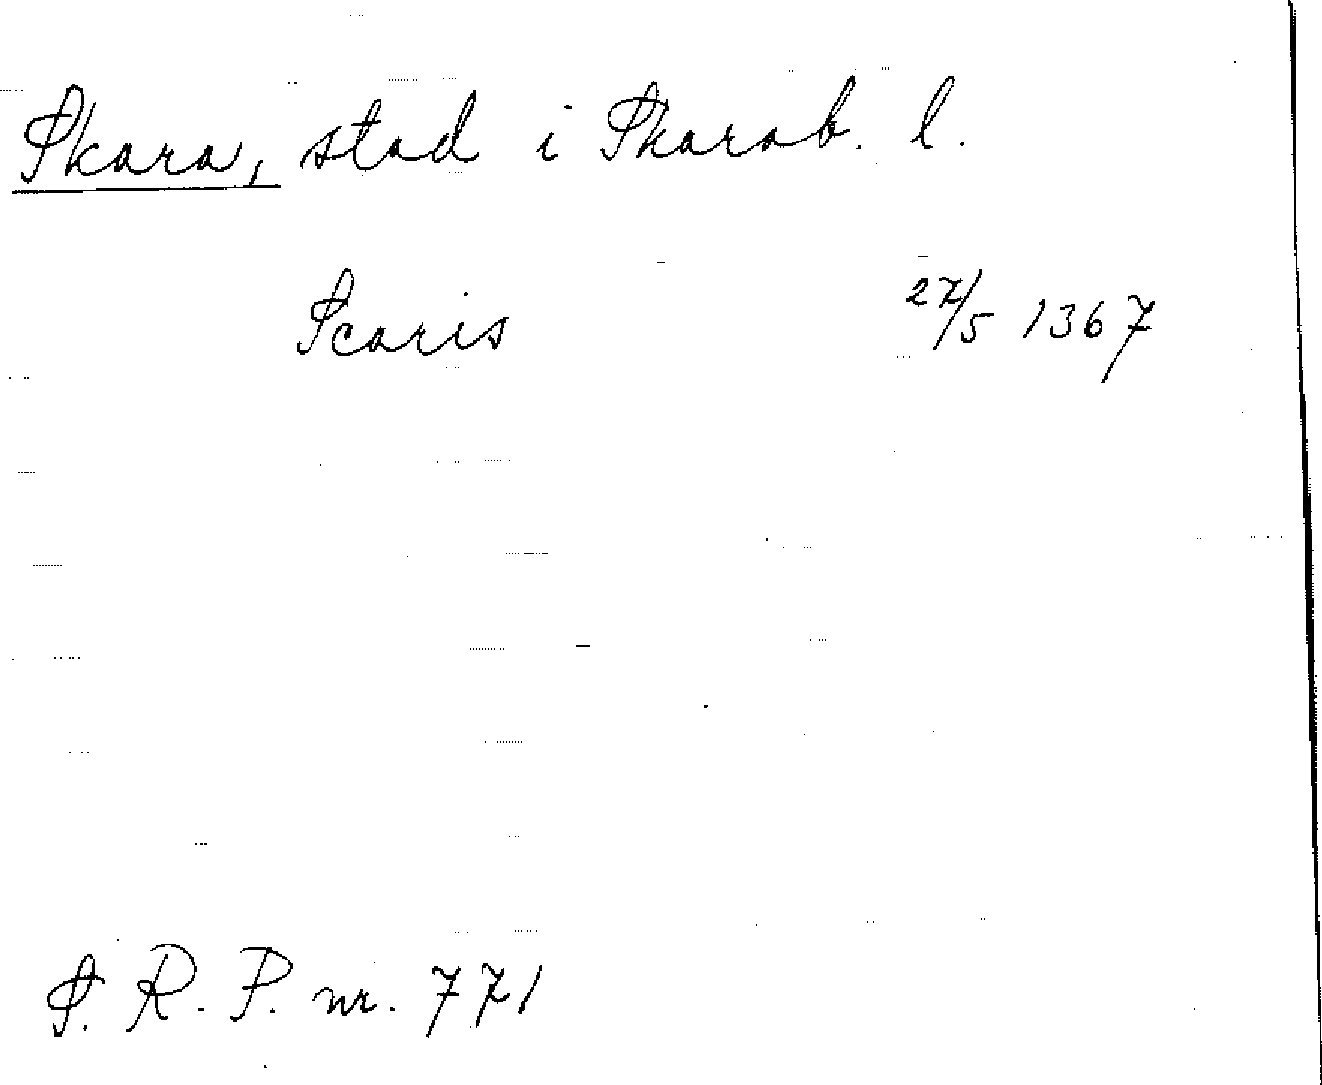 Skara, stad i Skarab. l.
Scaris 27/5 1367
S. R. P. nr. 771